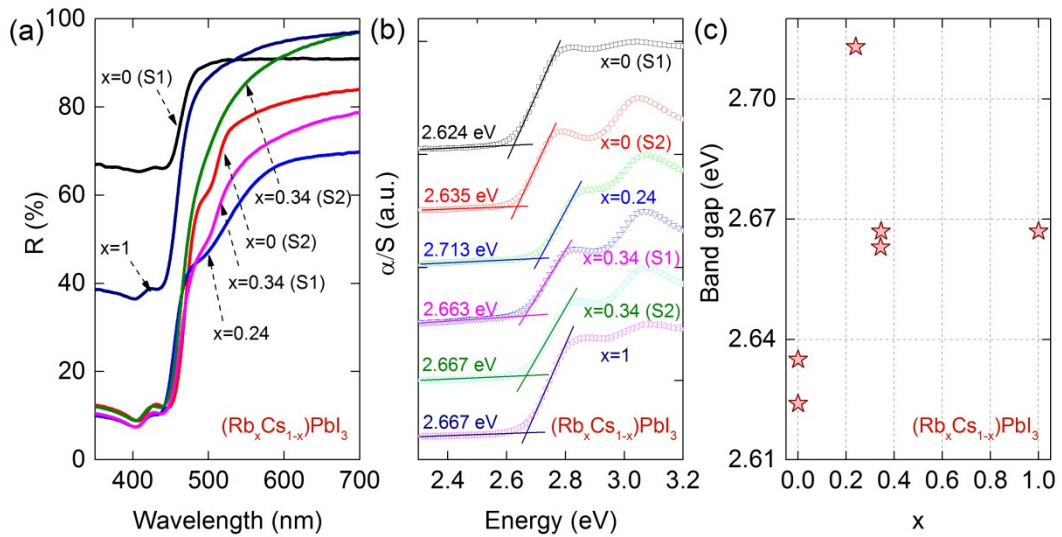 (a)
100
80
60
40
20
0
R (%)
x=0 (S1)
x=1
x=0.34 (S2)
x=0 (S2)
x=0.34 (S1)
x=0.24
(RbxCs1-x)PbI3
400
500
600
700
Wavelength (nm)
(b)
α/S (a.u.)
x=0 (S1)
2.624 eV
x=0 (S2)
2.635 eV
x=0.24
2.713 eV
x=0.34 (S1)
2.663 eV
x=0.34 (S2)
2.667 eV
x=1
2.667 eV
(RbxCs1-x)PbI3
2.4
2.6
2.8
3.0
3.2
Energy (eV)
(c)
2.70
2.67
2.64
2.61
Band gap (eV)
(RbxCs1-x)PbI3
0.0
0.2
0.4
0.6
0.8
1.0
x